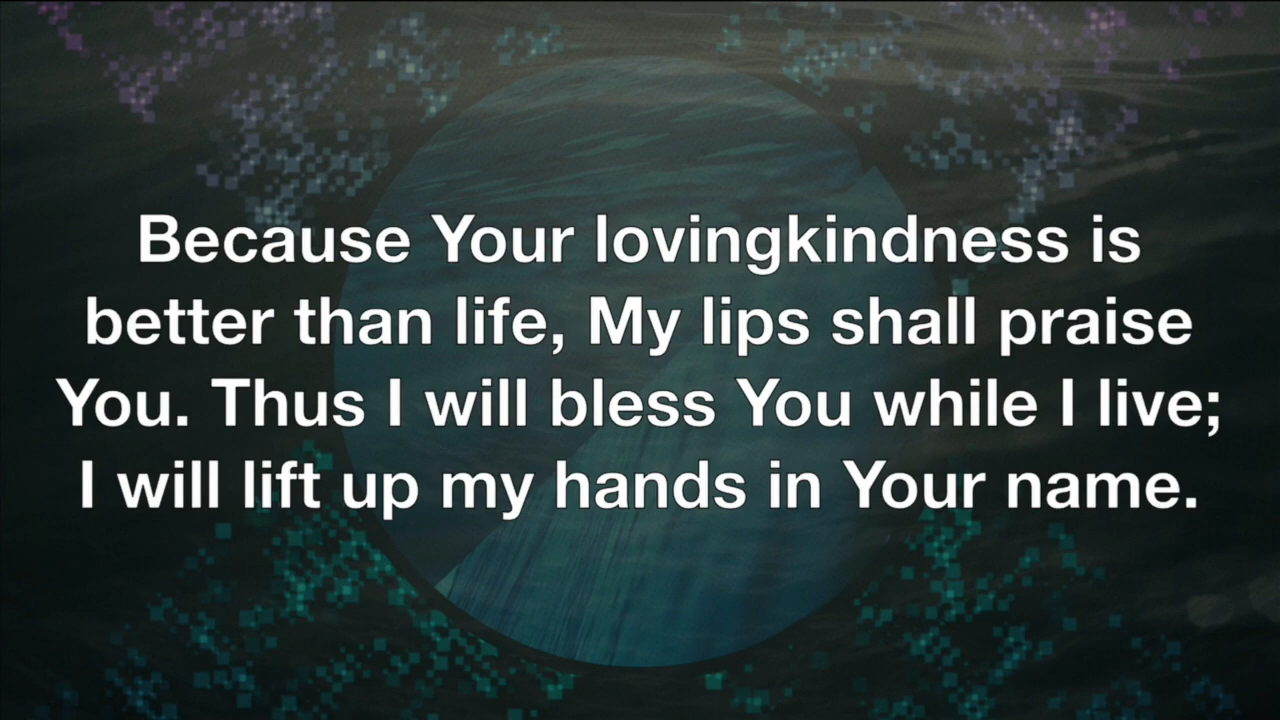 Because Your lovingkindness is
better than life, My lips shall praise
You. Thus I will bless You while I live;
I will lift up my hands in Your name.